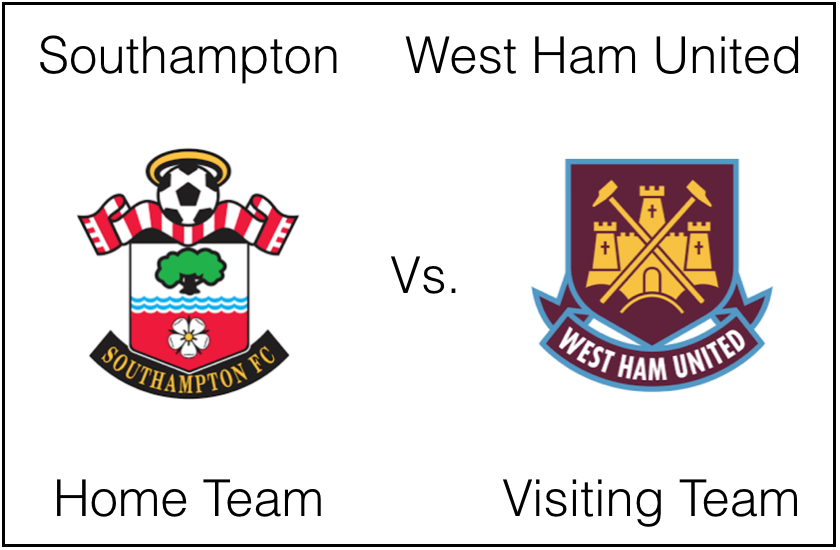 Southampton
West Ham United
Vs.
SOUTHAMPTON FC
WEST HAM UNITED
Home Team
Visiting Team